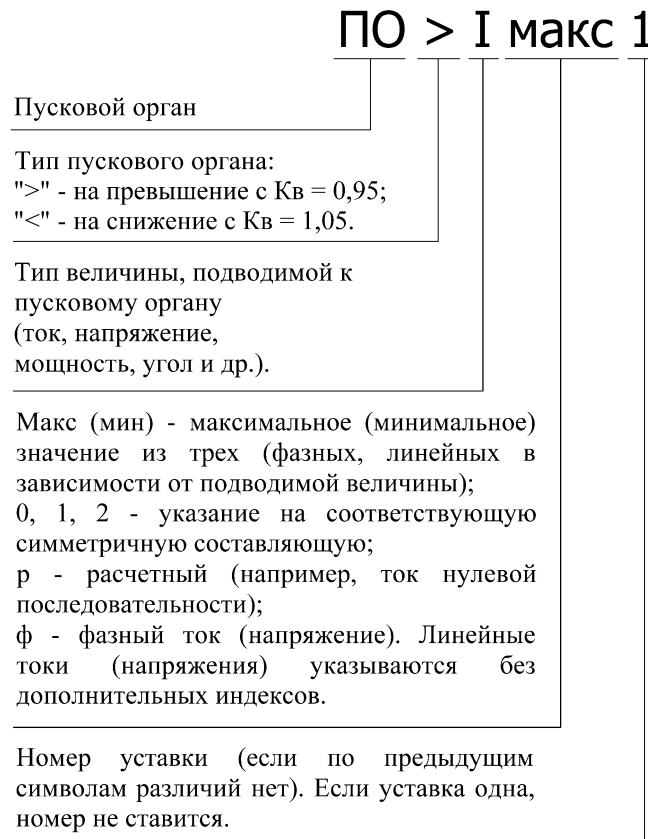 ПО > I макс 1
Пусковой орган
Тип пускового органа:
">" - на превышение с Кв = 0,95;
"<" - на снижение с Кв = 1,05.
Тип величины, подводимой к
пусковому органу
(ток, напряжение,
мощность, угол и др.).
Макс (мин) - максимальное (минимальное)
значение из трех (фазных, линейных в
зависимости от подводимой величины);
0, 1, 2 - указание на соответствующую
симметричную составляющую;
р - расчетный (например, ток нулевой
последовательности);
ф - фазный ток (напряжение). Линейные
токи (напряжения) указываются без
дополнительных индексов.
Номер уставки (если по предыдущим
символам различий нет). Если уставка одна,
номер не ставится.